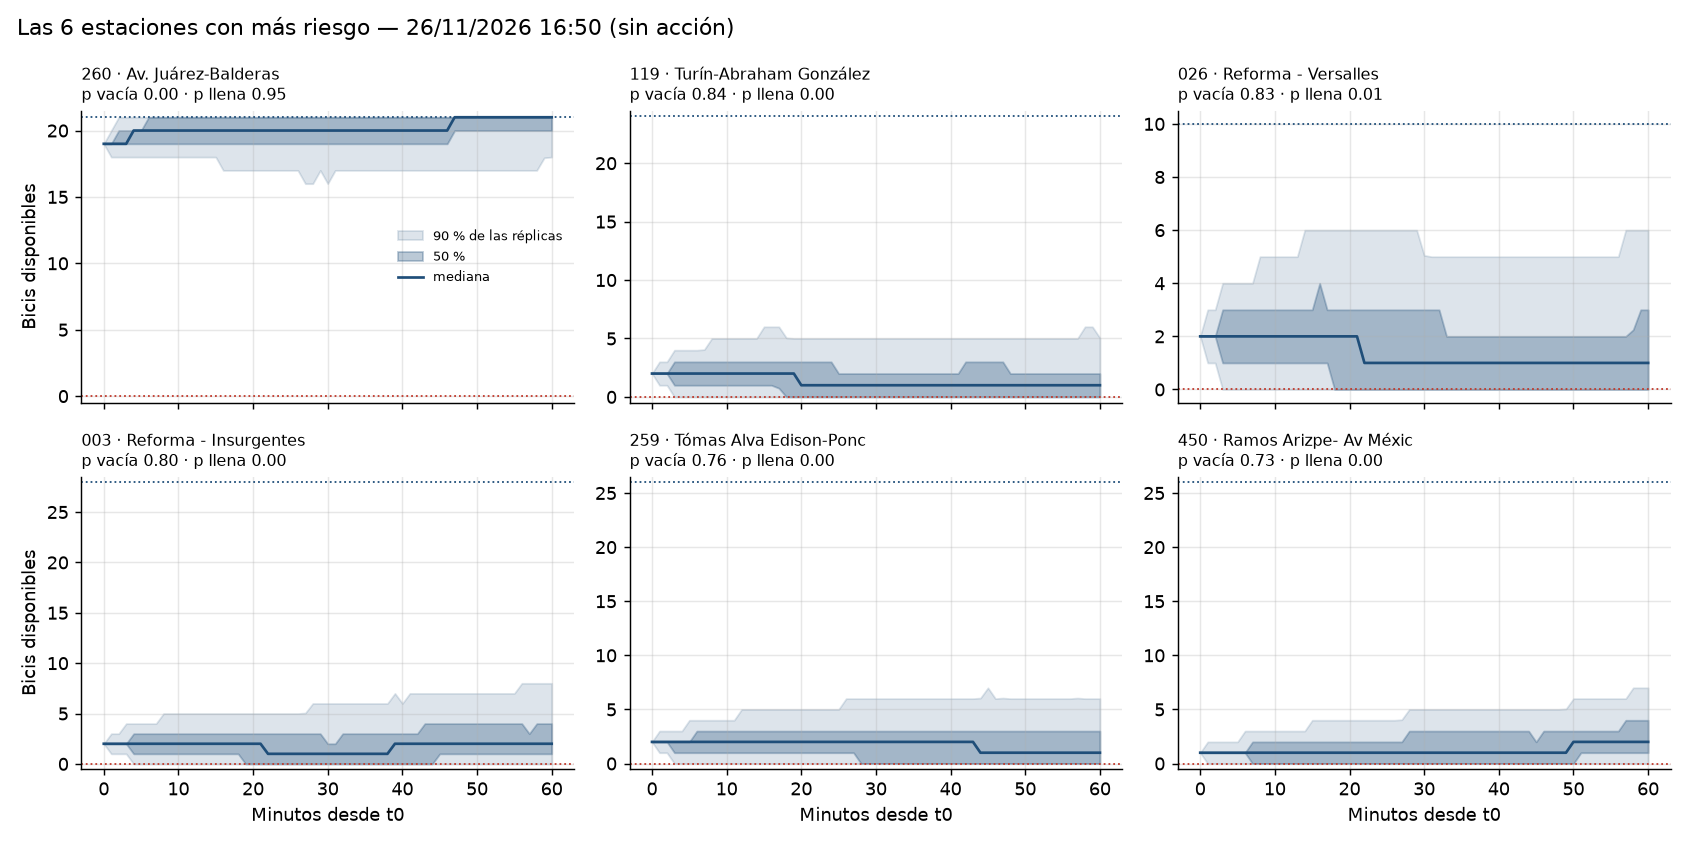 Las 6 estaciones con más riesgo — 26/11/2026 16:50 (sin acción)
260 · Av. Juárez-Balderas
p vacía 0.00 · p llena 0.95
119 · Turín-Abraham González
p vacía 0.84 · p llena 0.00
026 · Reforma - Versalles
p vacía 0.83 · p llena 0.01
Bicis disponibles
20
15
10
5
0
90 % de las réplicas
50 %
mediana
20
15
10
5
0
10
8
6
4
2
0
003 · Reforma - Insurgentes
p vacía 0.80 · p llena 0.00
259 · Tómas Alva Edison-Ponc
p vacía 0.76 · p llena 0.00
450 · Ramos Arizpe- Av Méxic
p vacía 0.73 · p llena 0.00
Bicis disponibles
25
20
15
10
5
0
0 10 20 30 40 50 60
Minutos desde t0
25
20
15
10
5
0
0 10 20 30 40 50 60
Minutos desde t0
25
20
15
10
5
0
0 10 20 30 40 50 60
Minutos desde t0